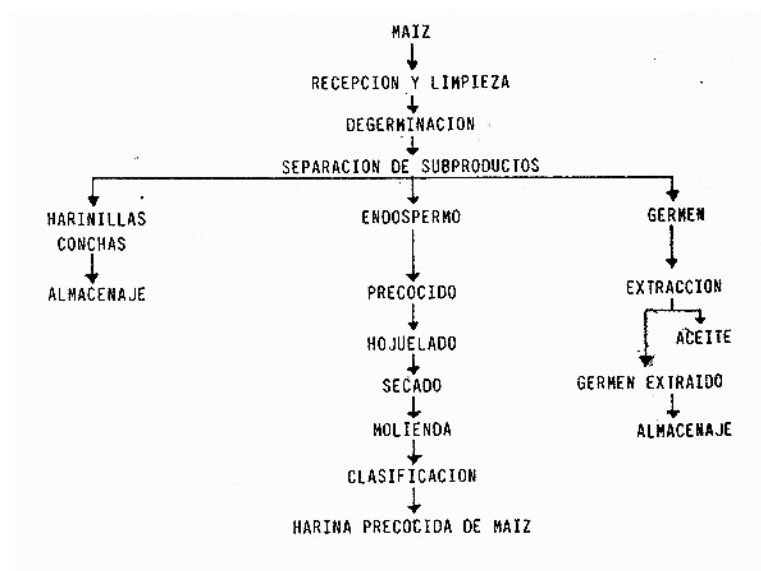 MAIZ
RECEPCION Y LIMPIEZA
DEGERMINACION
SEPARACION DE SUBPRODUCTOS
HARINILLAS
CONCHAS
ALMACENAJE
ENDOSPERMO
PRECOCIDO
HOJUELADO
SECADO
MOLIENDA
CLASIFICACION
HARINA PRECOCIDA DE MAIZ
GERMEN
EXTRACCION
ACEITE
GERMEN EXTRAIDO
ALMACENAJE